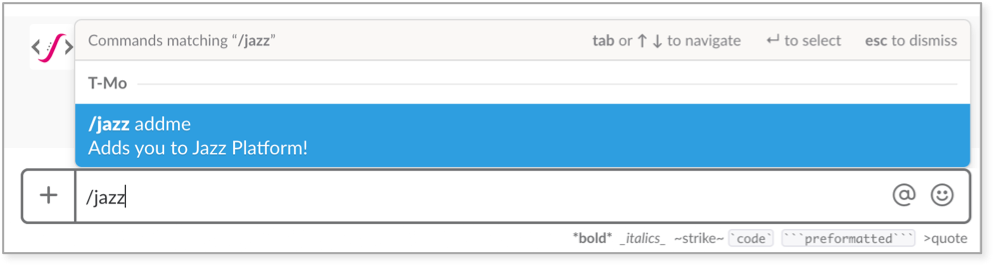 Commands matching “/jazz” tab or ↑ ↓ to navigate ↵ to select esc to dismiss
T-Mo
/jazz addme
Adds you to Jazz Platform!
/jazz
*bold* _italics_ ~strike~ `code` ```preformatted``` >quote